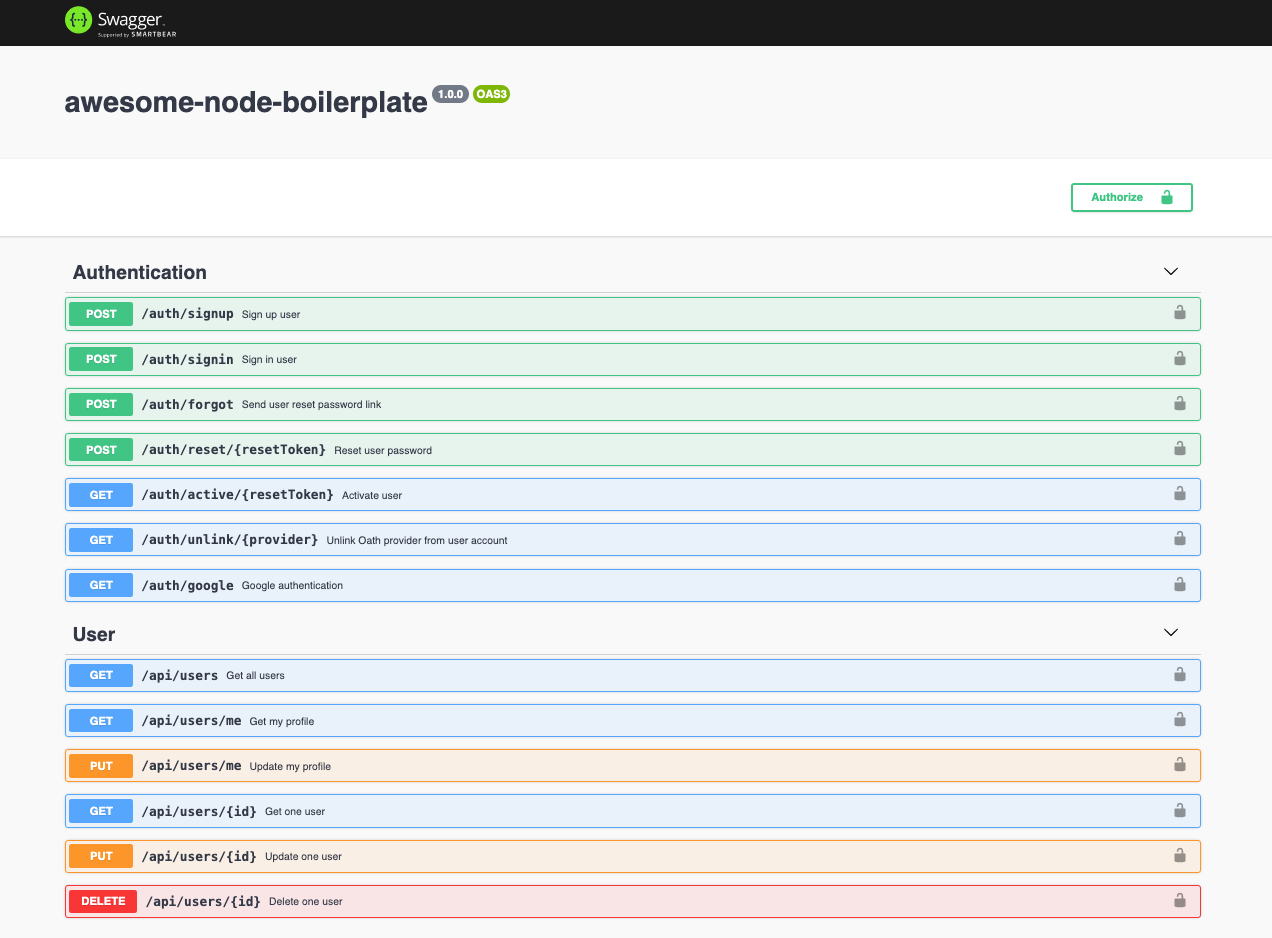 Swagger.
Supported by SMARTBEAR
awesome-node-boilerplate 1.0.0 OAS3
Authorize
Authentication
POST /auth/signup Sign up user
POST /auth/signin Sign in user
POST /auth/forgot Send user reset password link
POST /auth/reset/{resetToken} Reset user password
GET /auth/active/{resetToken} Activate user
GET /auth/unlink/{provider} Unlink Oath provider from user account
GET /auth/google Google authentication
User
GET /api/users Get all users
GET /api/users/me Get my profile
PUT /api/users/me Update my profile
GET /api/users/{id} Get one user
PUT /api/users/{id} Update one user
DELETE /api/users/{id} Delete one user